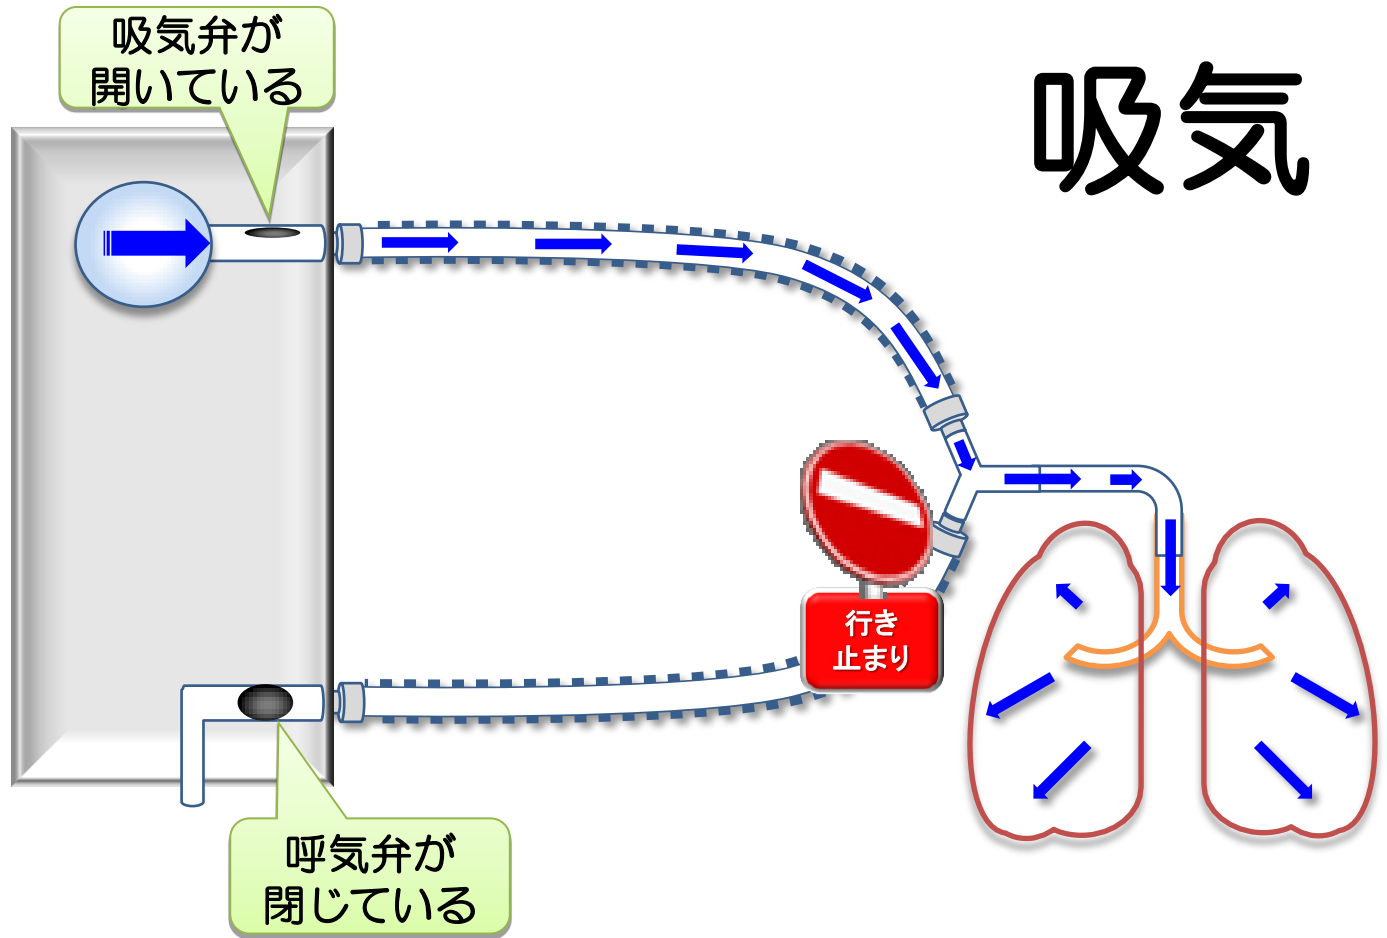 吸気弁が
開いている
吸気
行き
止まり
呼気弁が
閉じている